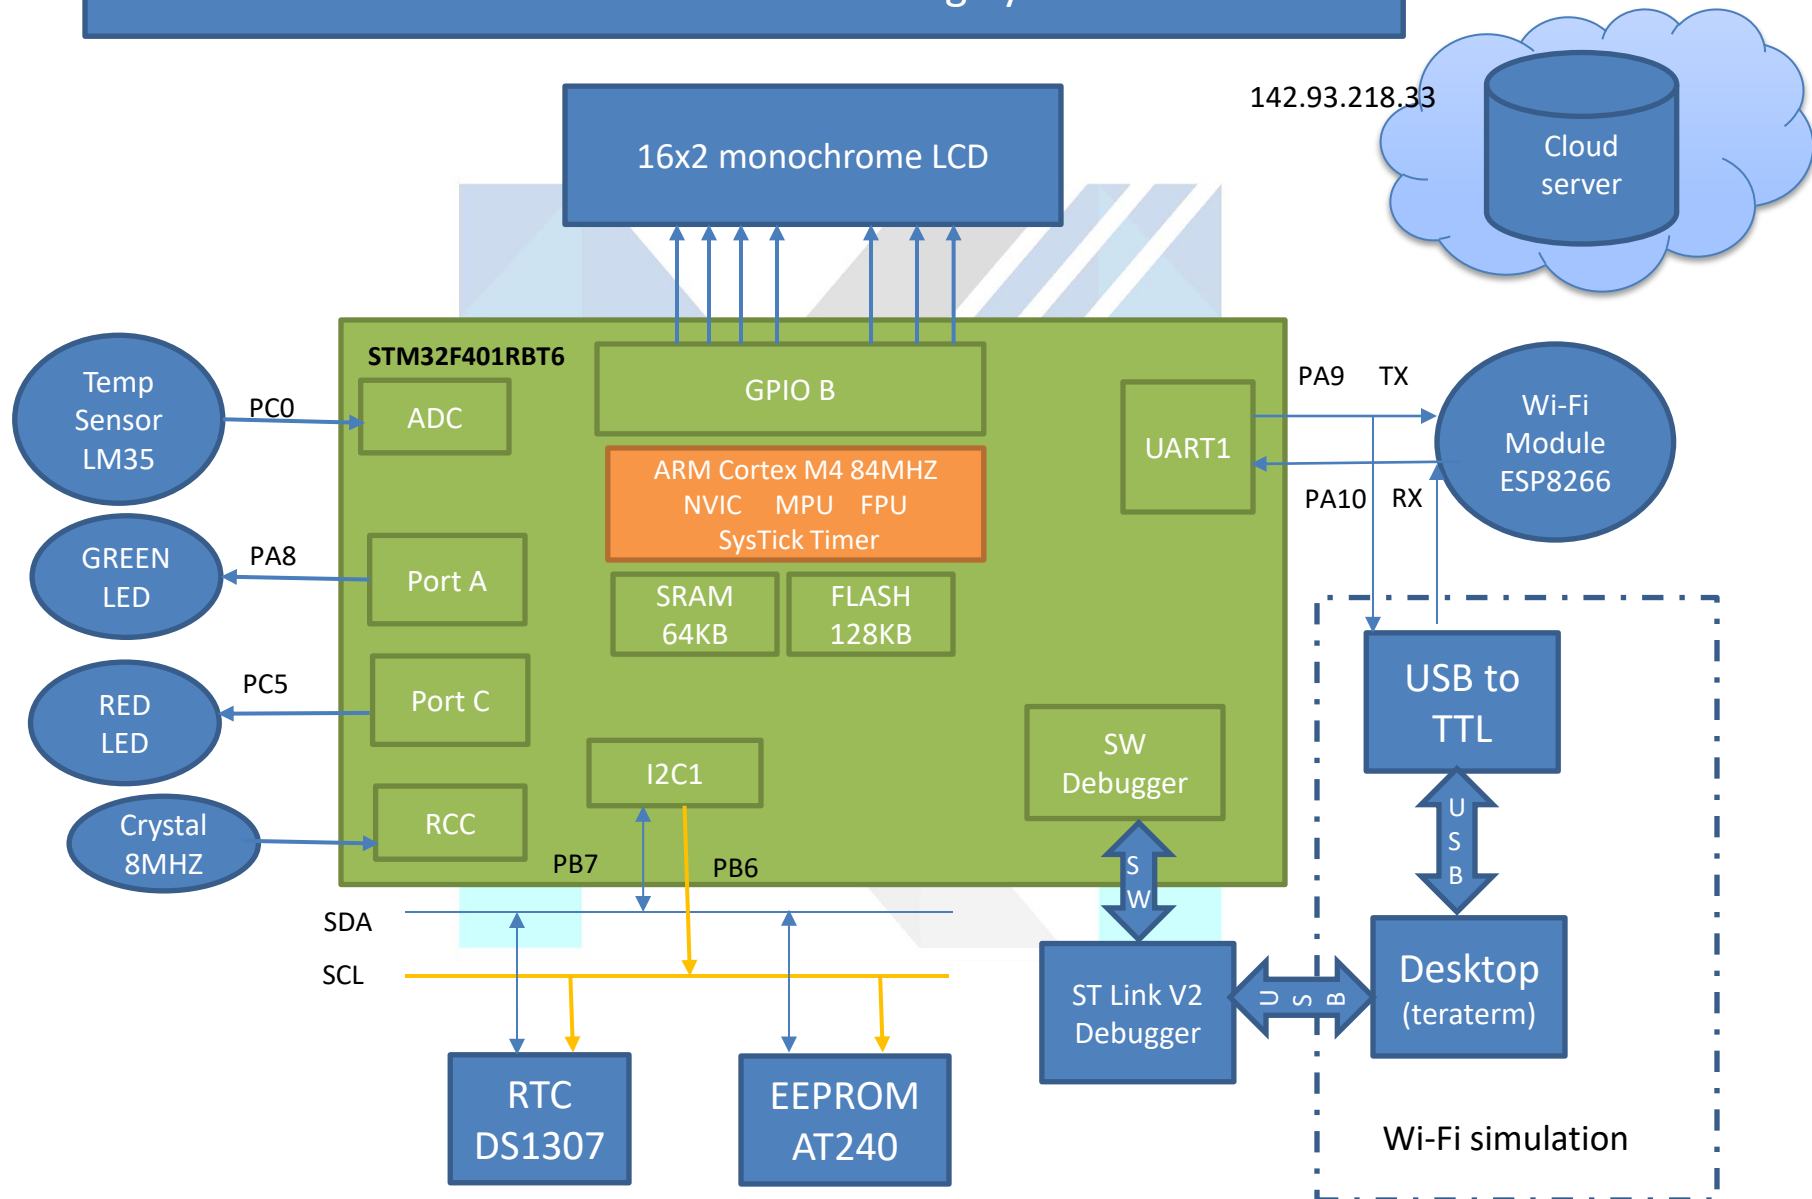 142.93.218.33
Cloud
server
16x2 monochrome LCD
STM32F401RBT6
GPIO B
Temp
Sensor
LM35
PC0
ADC
ARM Cortex M4 84MHZ
NVIC MPU FPU
SysTick Timer
UART1
PA9 TX
PA10 RX
Wi-Fi
Module
ESP8266
GREEN
LED
PA8
Port A
SRAM
64KB
FLASH
128KB
RED
LED
PC5
Port C
Crystal
8MHZ
RCC
I2C1
PB7
PB6
SW
Debugger
SW
USB to
TTL
USB
SDA
SCL
RTC
DS1307
EEPROM
AT240
ST Link V2
Debugger
USB
Desktop
(teraterm)
Wi-Fi simulation